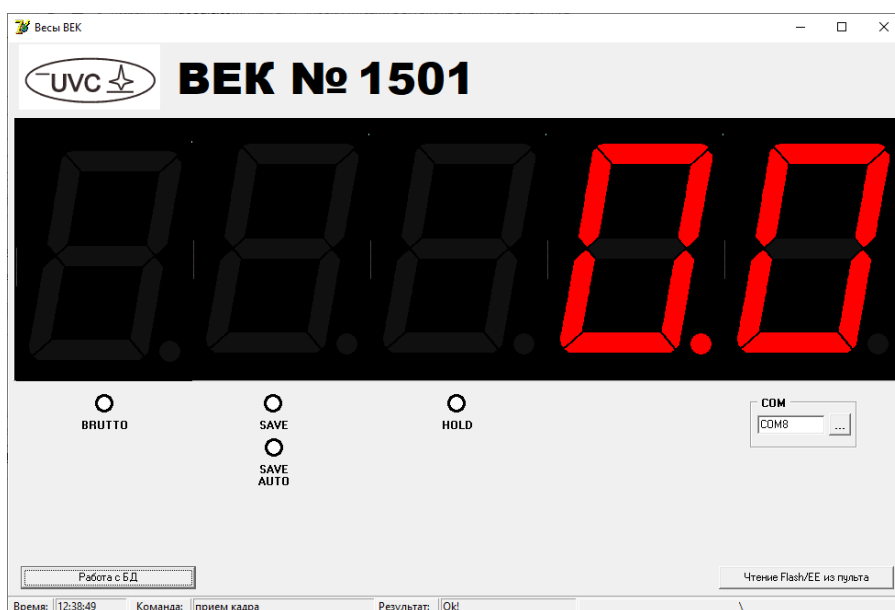 Весы ВЕК
UVC
ВЕК № 1501
0.0
BRUTTO
SAVE
HOLD
SAVE
AUTO
COM
COM8
...
Работа с БД
Чтение Flash/EE из пульта
Время: 12:38:49 Команда: прием кадра Результат: Ok! \